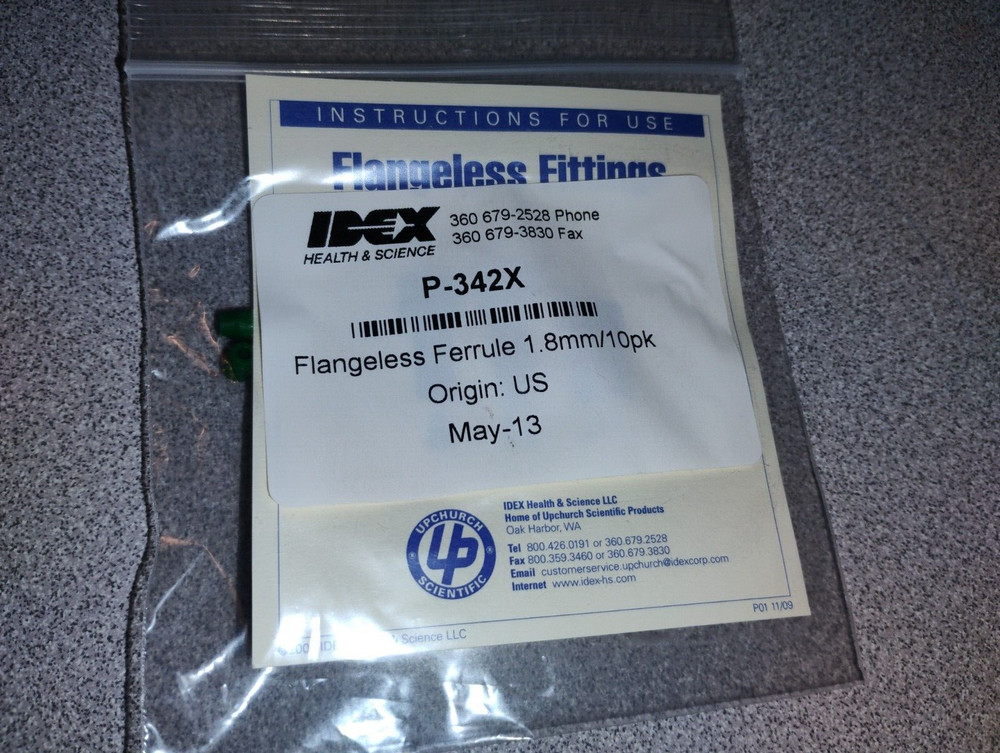 INSTRUCTIONS FOR USE
Flangeless Fittings
IDEX
HEALTH & SCIENCE
360 679-2528 Phone
360 679-3830 Fax
P-342X
Flangeless Ferrule 1.8mm/10pk
Origin: US
May-13
UPCHURCH
UP
SCIENTIFIC
®
®
IDEX Health & Science LLC
Home of Upchurch Scientific Products
Oak Harbor, WA
Tel 800.426.0191 or 360.679.2528
Fax 800.359.3460 or 360.679.3830
Email customerservice.upchurch@idexcorp.com
Internet www.idex-hs.com
P01 11/09
Science LLC